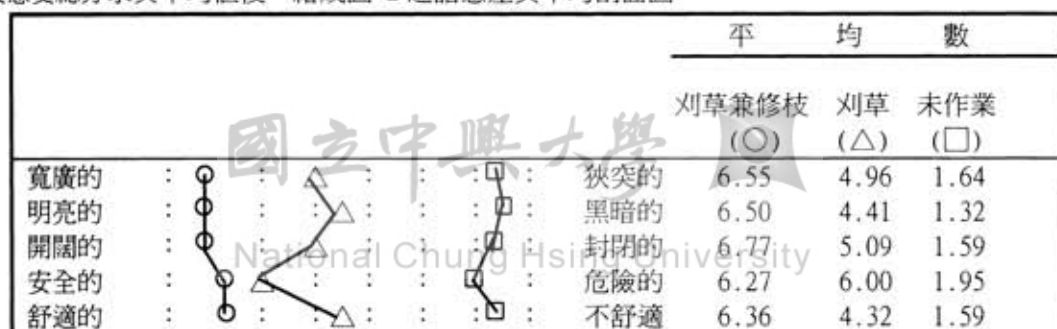 平 均 數
刈草兼修枝 刈草 未作業
(○) (△) (□)
國立中興大學
寬廣的 : : : : : : 狹窄的 6.55 4.96 1.64
明亮的 : : : : : : 黑暗的 6.50 4.41 1.32
開闊的 : : : : : : 封閉的 6.77 5.09 1.59
National Chung Hsing University
安全的 : : : : : : 危險的 6.27 6.00 1.95
舒適的 : : : : : : 不舒適 6.36 4.32 1.59